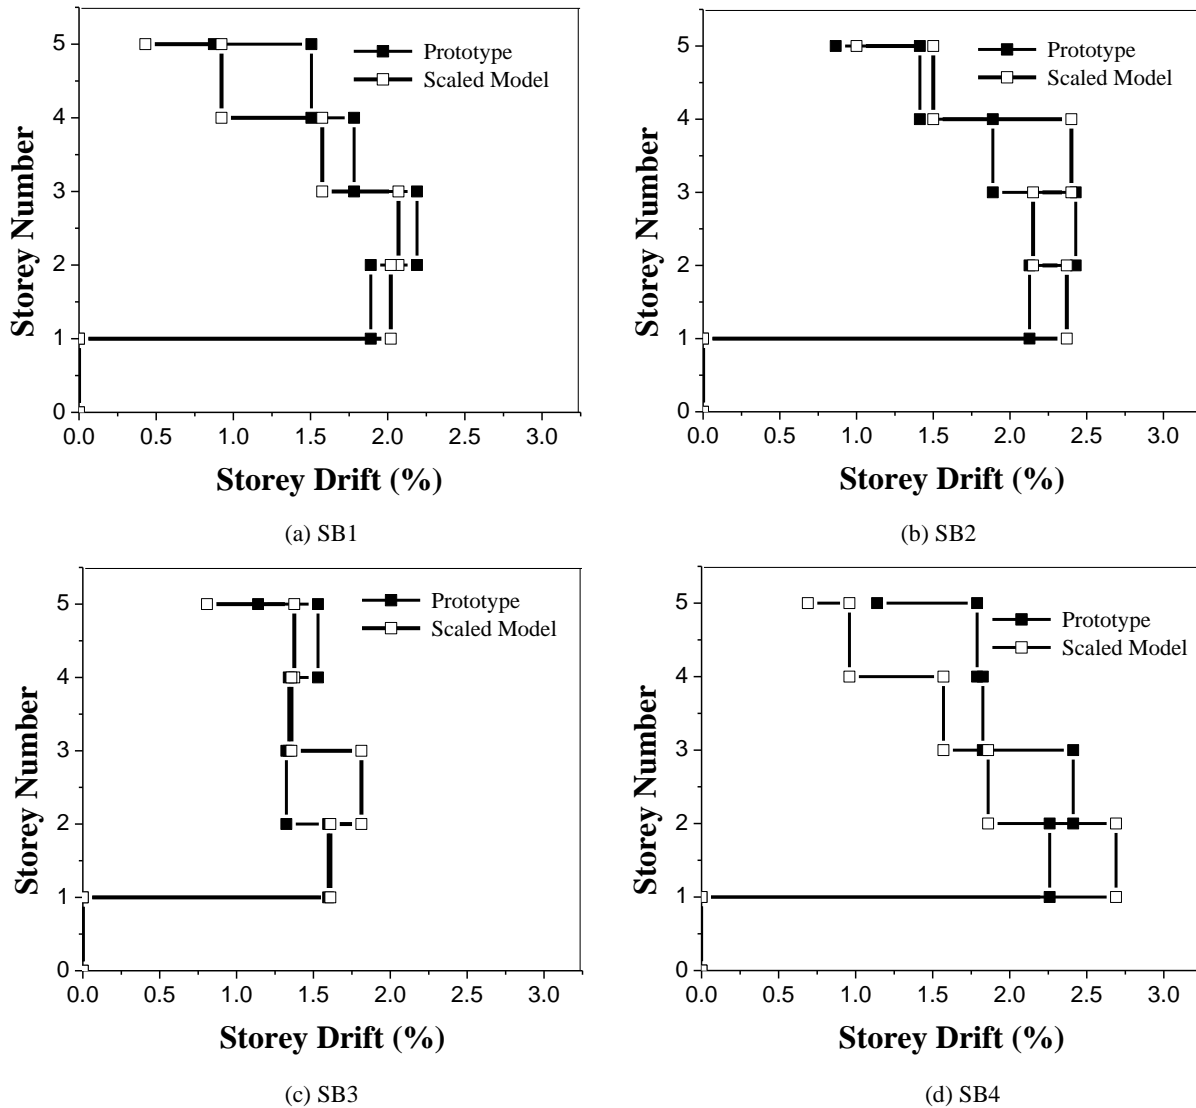 Prototype
Scaled Model
Storey Number
5
4
3
2
1
0
0.0 0.5 1.0 1.5 2.0 2.5 3.0
Storey Drift (%)
(a) SB1
Prototype
Scaled Model
Storey Number
5
4
3
2
1
0
0.0 0.5 1.0 1.5 2.0 2.5 3.0
Storey Drift (%)
(b) SB2
Prototype
Scaled Model
Storey Number
5
4
3
2
1
0
0.0 0.5 1.0 1.5 2.0 2.5 3.0
Storey Drift (%)
(c) SB3
Prototype
Scaled Model
Storey Number
5
4
3
2
1
0
0.0 0.5 1.0 1.5 2.0 2.5 3.0
Storey Drift (%)
(d) SB4